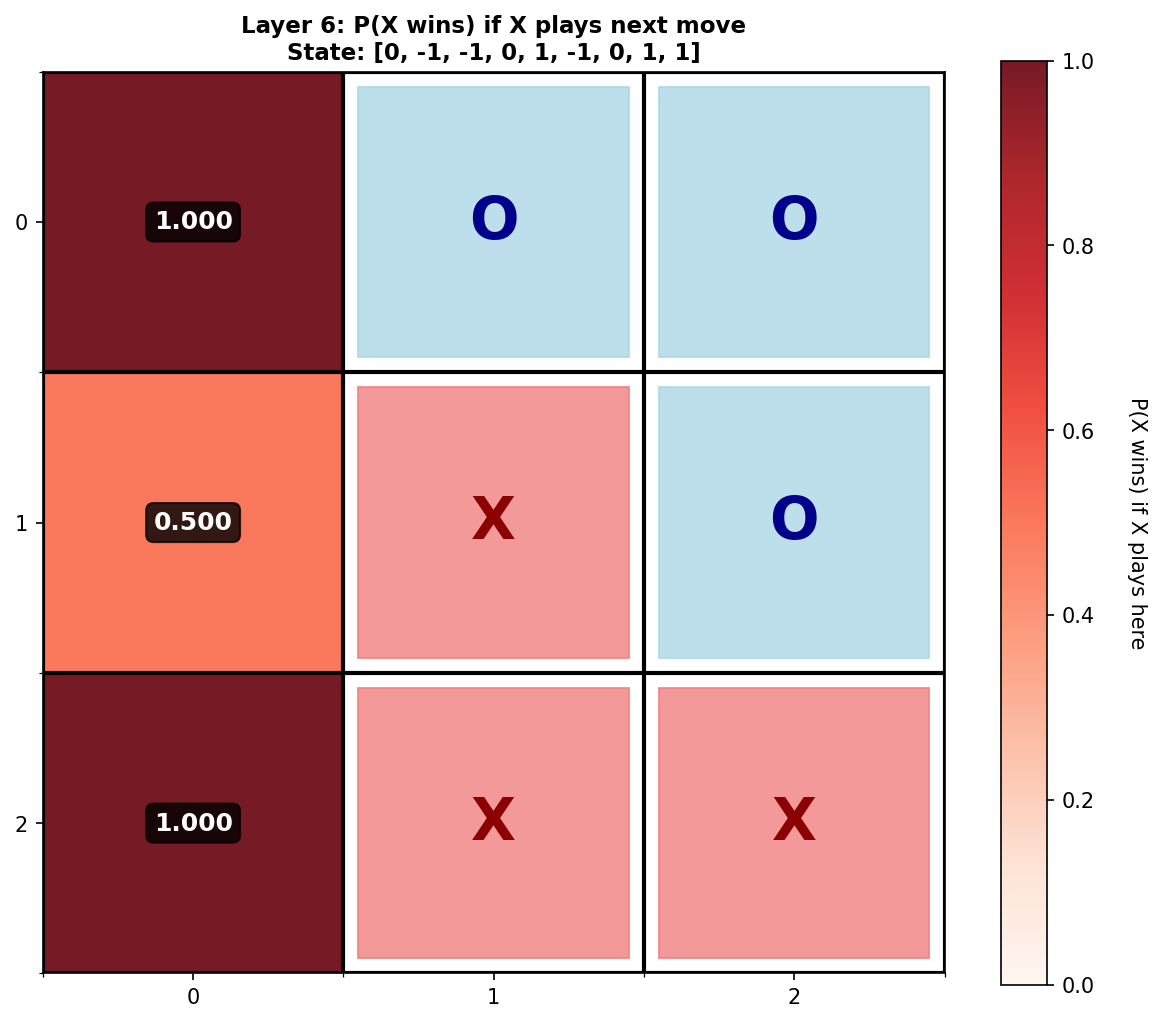 Layer 6: P(X wins) if X plays next move
State: [0, -1, -1, 0, 1, -1, 0, 1, 1]
1.0
0.8
0.6
0.4
0.2
0.0
P(X wins) if X plays here
0
1.000
O
O
1
0.500
X
O
2
1.000
X
X
0
1
2